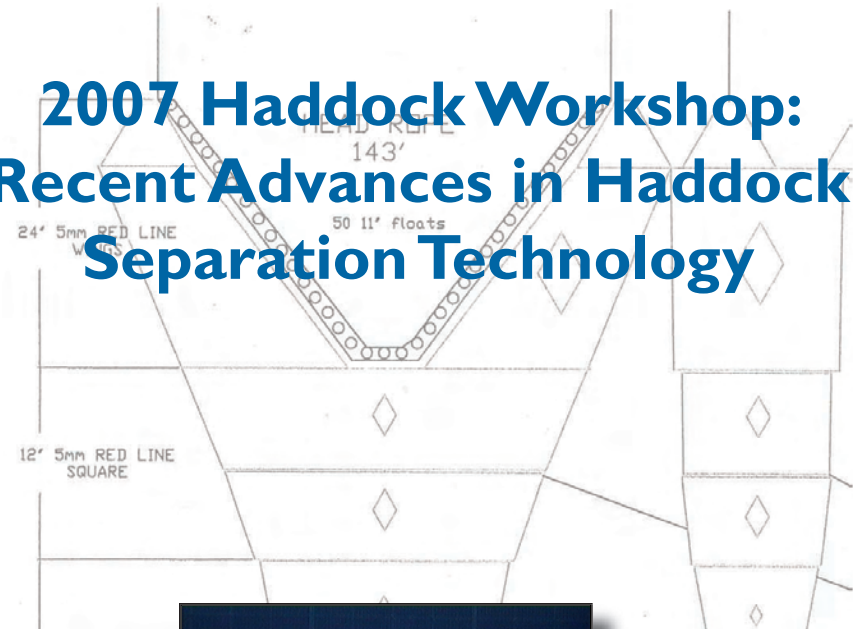 2007 Haddock Workshop:
HEAD ROPE
143'
Recent Advances in Haddock
50 11" floats
24" 5mm RED LINE
WINGS
Separation Technology
12" 5mm RED LINE
SQUARE